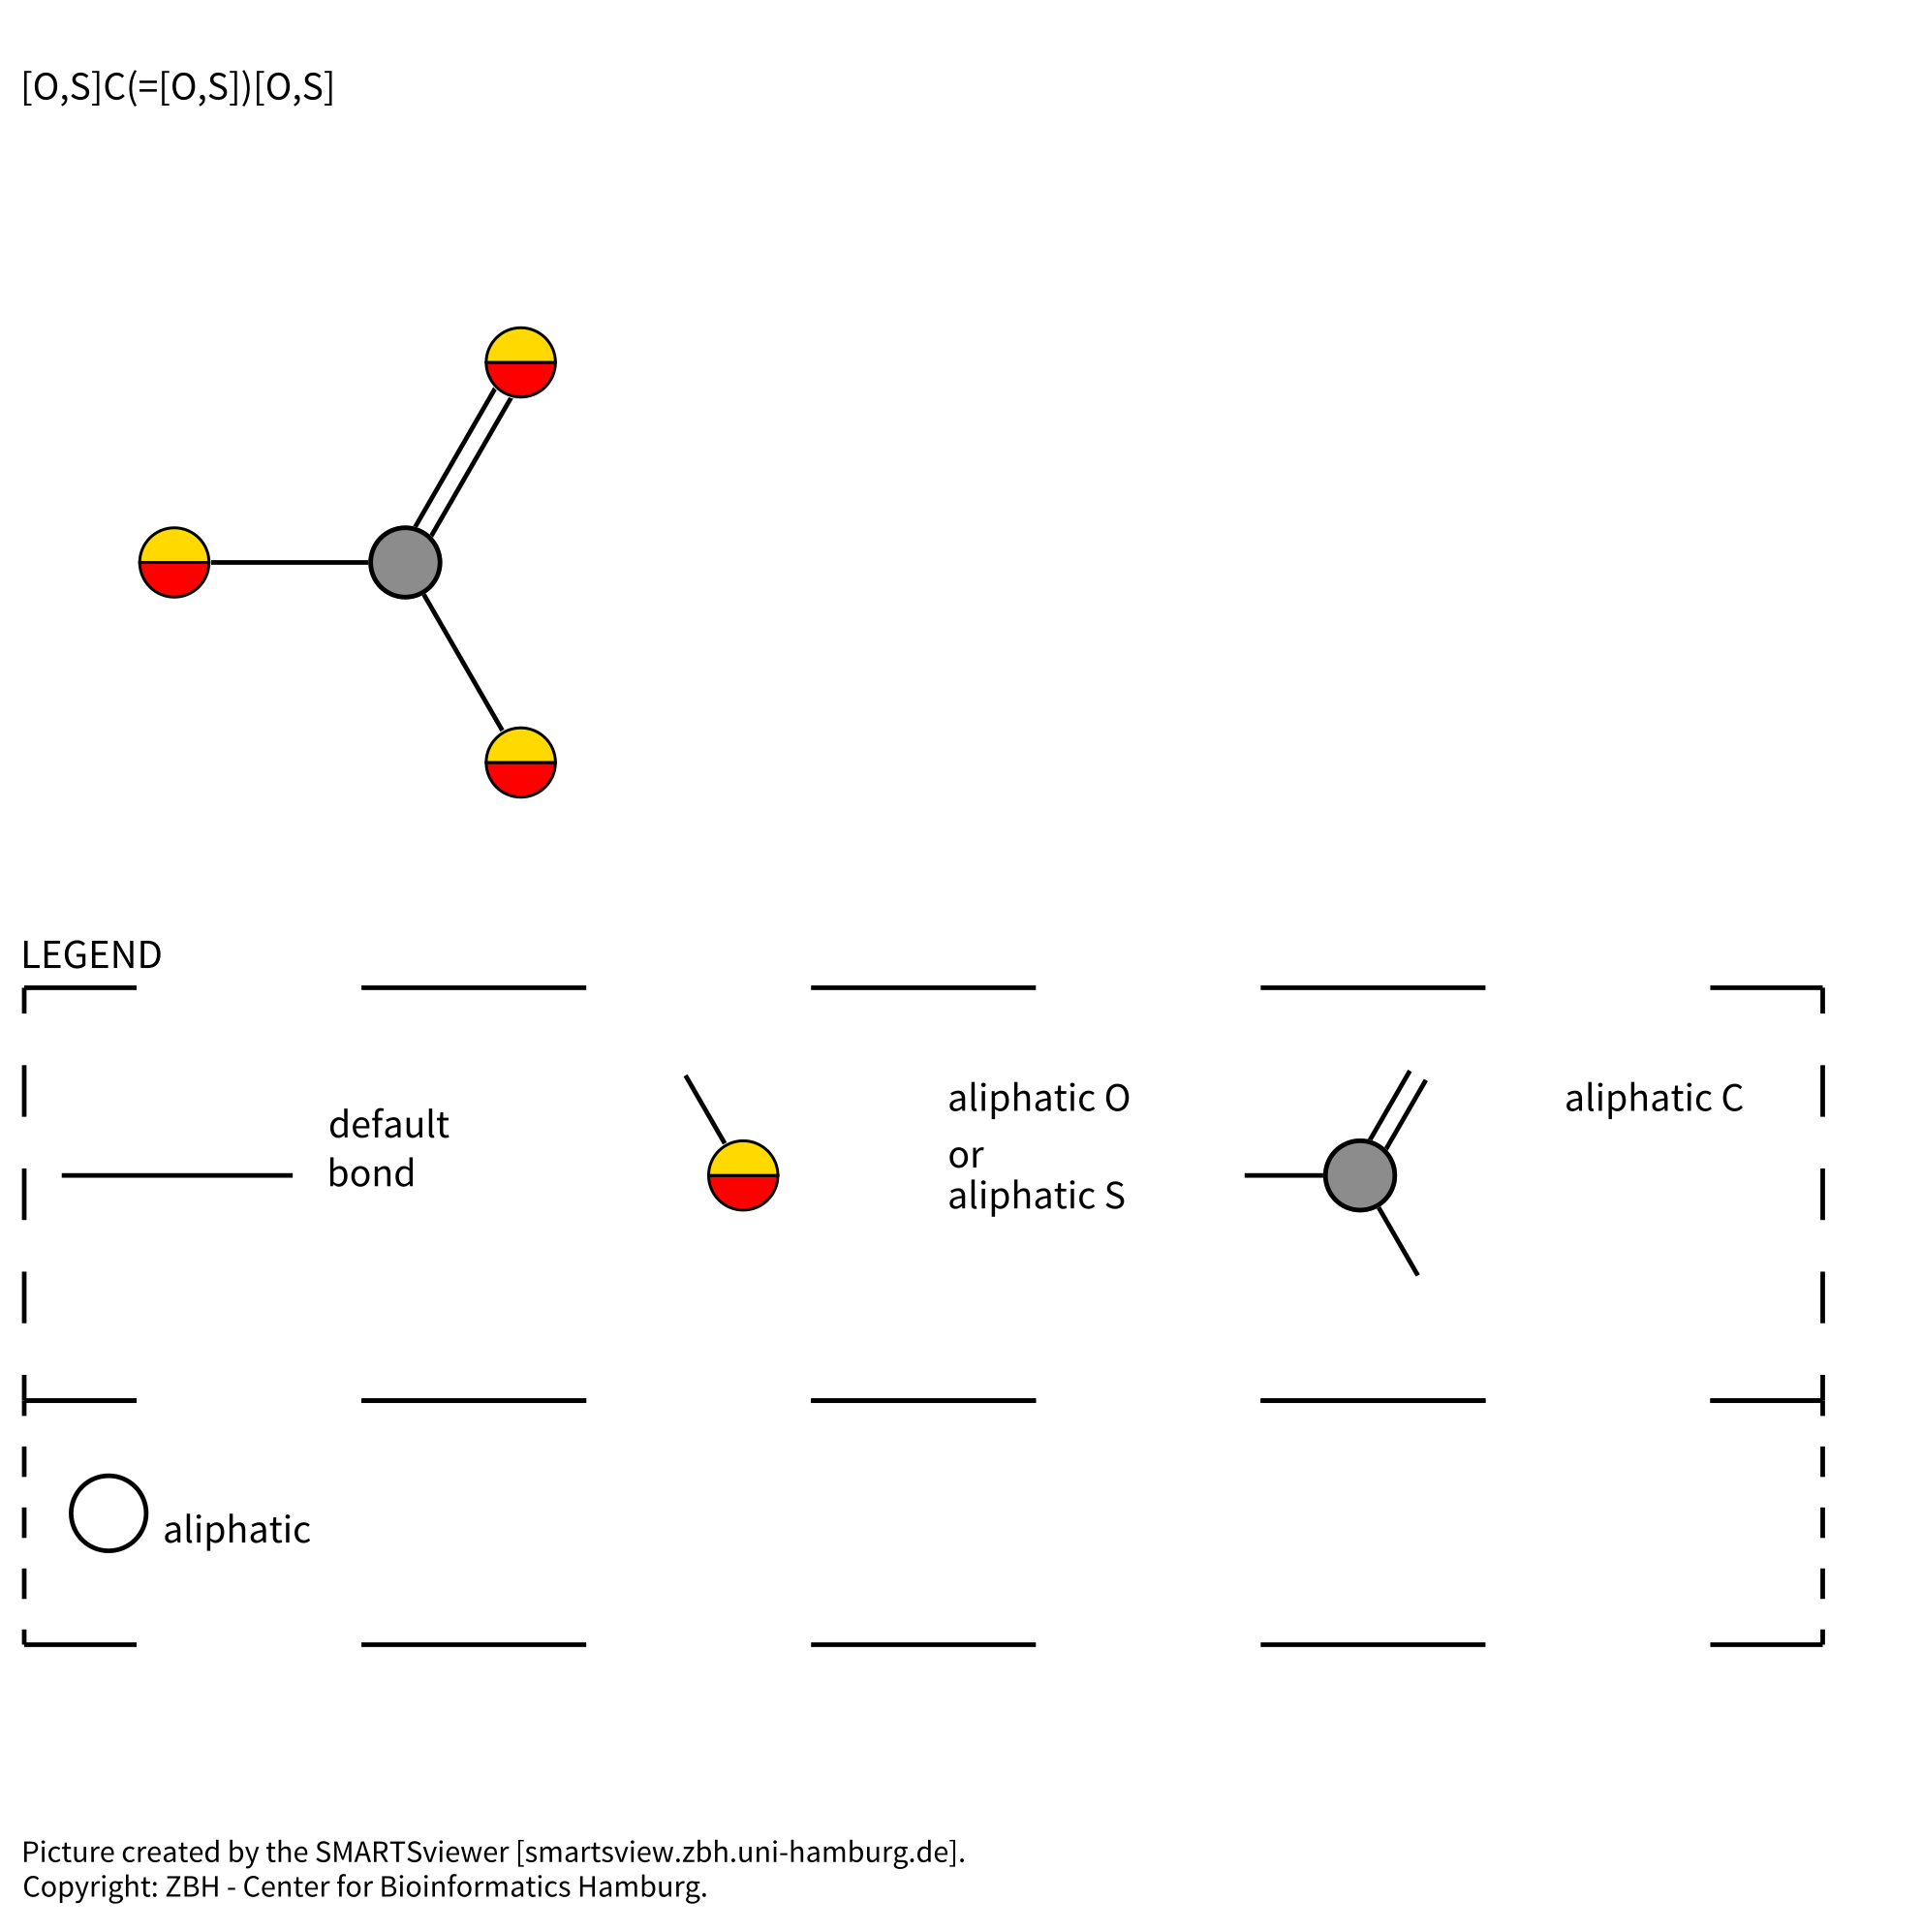 [O,S]C(=[O,S])[O,S]
LEGEND
default
bond
aliphatic O
or
aliphatic S
aliphatic C
aliphatic
Picture created by the SMARTSviewer [smartsview.zbh.uni-hamburg.de].
Copyright: ZBH - Center for Bioinformatics Hamburg.